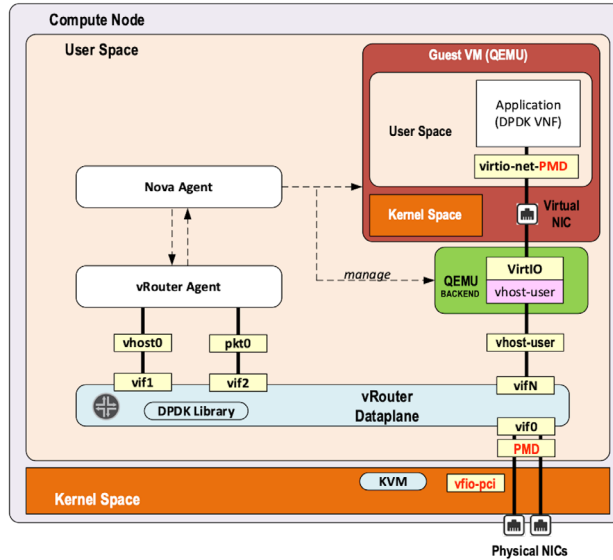 Compute Node
User Space
Guest VM (QEMU)
Application
(DPDK VNF)
User Space
virtio-net-PMD
Nova Agent
Kernel Space
Virtual
NIC
vRouter Agent
manage
QEMU
BACKEND
VirtIO
vhost-user
vhost0
pkt0
vhost-user
vif1
vif2
vifN
DPDK Library
vRouter
Dataplane
vif0
PMD
KVM
vfio-pci
Kernel Space
Physical NICs